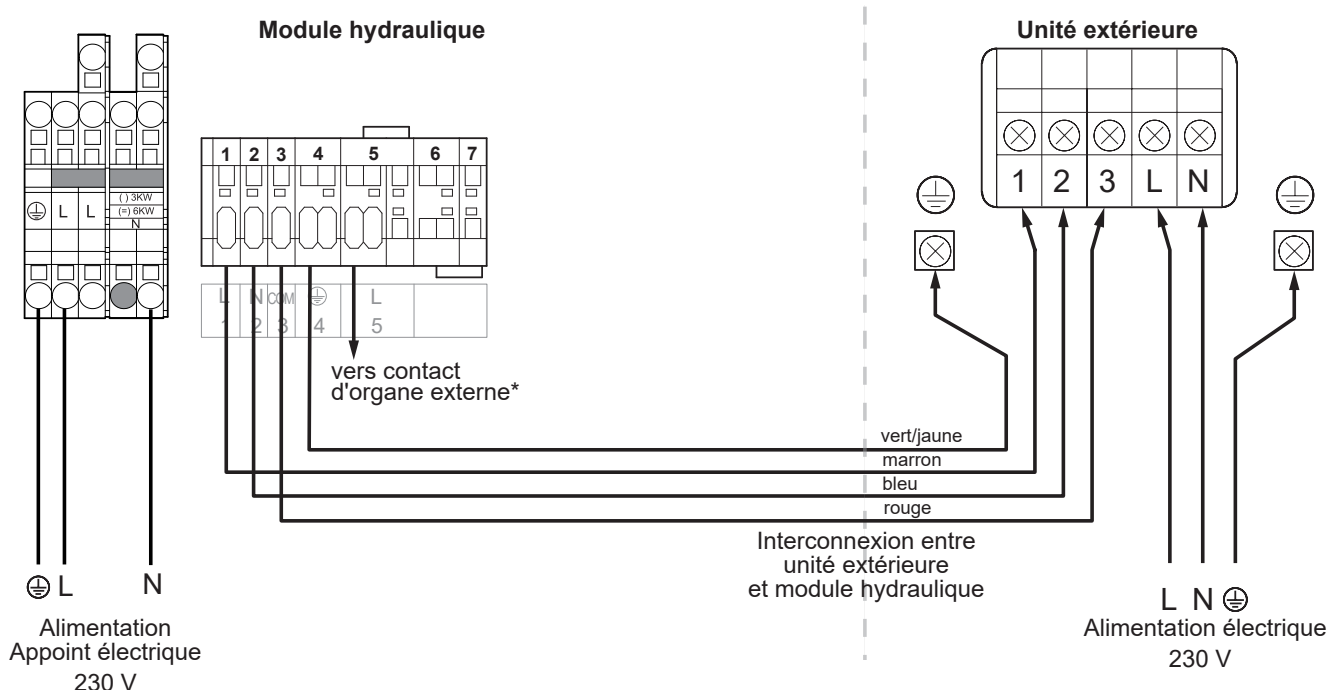 Module hydraulique
Unité extérieure
1 2 3 4 5 6 7
L L
( ) 3KW
(=) 6KW
N
1 2 3 L N
L N COM L
1 2 3 4 5
vers contact
d'organe externe*
vert/jaune
marron
bleu
rouge
Interconnexion entre
unité extérieure
et module hydraulique
L N
Alimentation
Appoint électrique
230 V
L N
Alimentation électrique
230 V